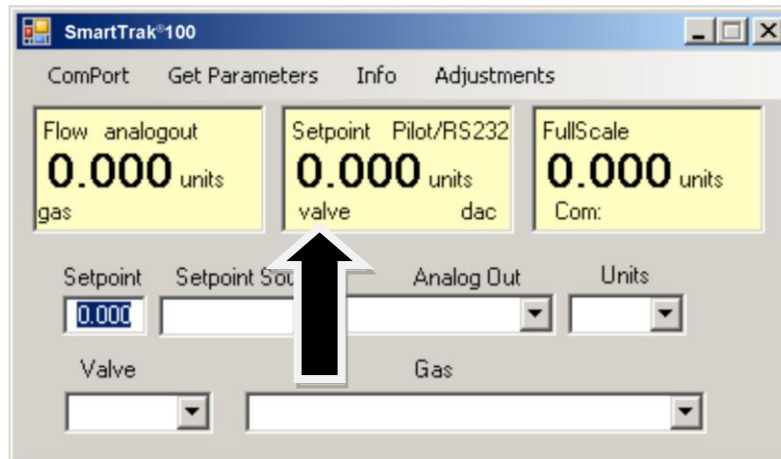 SmartTrak®100
ComPort Get Parameters Info Adjustments
Flow analogout
0.000 units
gas
Setpoint Pilot/RS232
0.000 units
valve dac
FullScale
0.000 units
Com:
Setpoint Setpoint Analog Out Units
0.000
Valve Gas